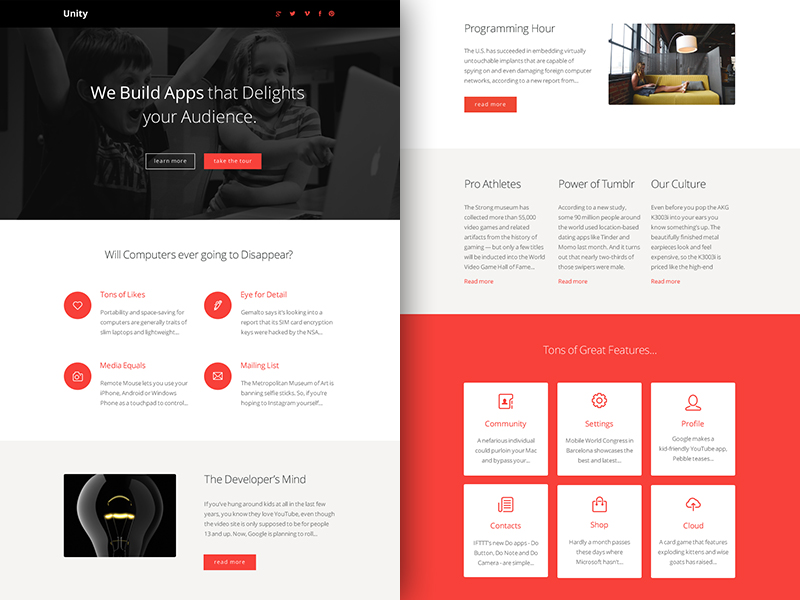 Unity
We Build Apps that Delights
your Audience.
learn more
take the tour
Will Computers ever going to Disappear?
Tons of Likes
Portability and space-saving for
computers are generally traits of
slim laptops and lightweight...
Eye for Detail
Gemalto says it's looking into a
report that its SIM card encryption
keys were hacked by the NSA...
Media Equals
Remote Mouse lets you use your
iPhone, Android or Windows
Phone as a touchpad to control...
Mailing List
The Metropolitan Museum of Art is
banning selfie sticks. So, if you're
hoping to Instagram yourself...
The Developer's Mind
If you've hung around kids at all in the last few
years, you know they love YouTube, even though
the video site is only supposed to be for people
13 and up. Now, Google is planning to roll...
read more
Programming Hour
The U.S. has succeeded in embedding virtually
untouchable implants that are capable of
spying on and even damaging foreign computer
networks, according to a new report from...
read more
Pro Athletes
The Strong museum has
collected more than 55,000
video games and related
artifacts from the history of
gaming — but only a few titles
will be inducted into the World
Video Game Hall of Fame...
Read more
Power of Tumblr
According to a new study,
some 90 million people around
the world used location-based
dating apps like Tinder and
Momo last month. And it turns
out that nearly two-thirds of
those swipers were male.
Read more
Our Culture
Even before you pop the AKG
K3003i into your ears you
know something's up. The
beautifully finished metal
earpieces look and feel
expensive, so the K3003i is
priced like the high-end
Read more
Tons of Great Features...
Community
A nefarious individual
could purloin your Mac
and bypass your...
Settings
Mobile World Congress in
Barcelona showcases the
best and latest...
Profile
Google makes a
kid-friendly YouTube app,
Pebble teases...
Contacts
IFTTT's new Do apps - Do
Button, Do Note and Do
Camera - are simple...
Shop
Hardly a month passes
these days where
Microsoft hasn't...
Cloud
A card game that features
exploding kittens and wise
goats has raised...